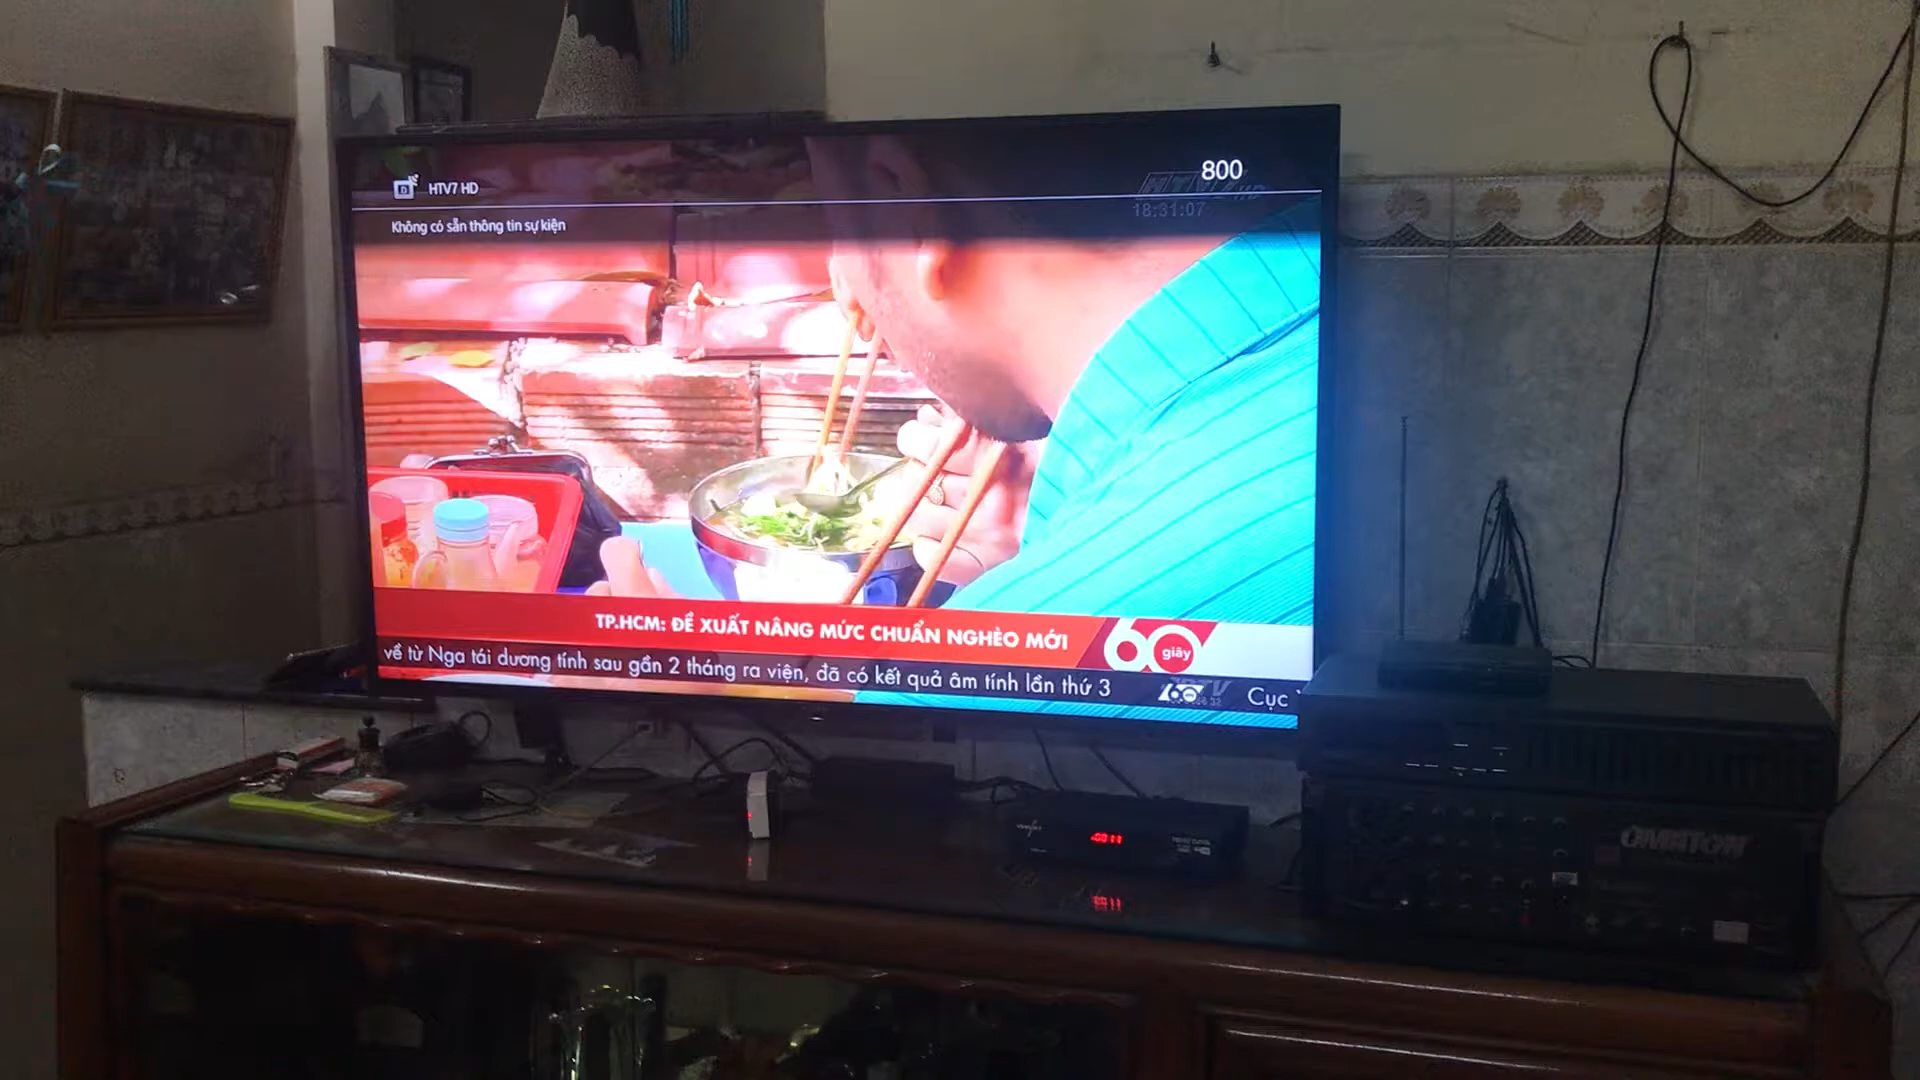 800
HTV7 HD
18:31:07
Không có sẵn thông tin sự kiện
TP.HCM: ĐỀ XUẤT NÂNG MỨC CHUẨN NGHÈO MỚI
60 giây
về từ Nga tái dương tính sau gần 2 tháng ra viện, đã có kết quả âm tính lần thứ 3
60
Cục
OMNITON